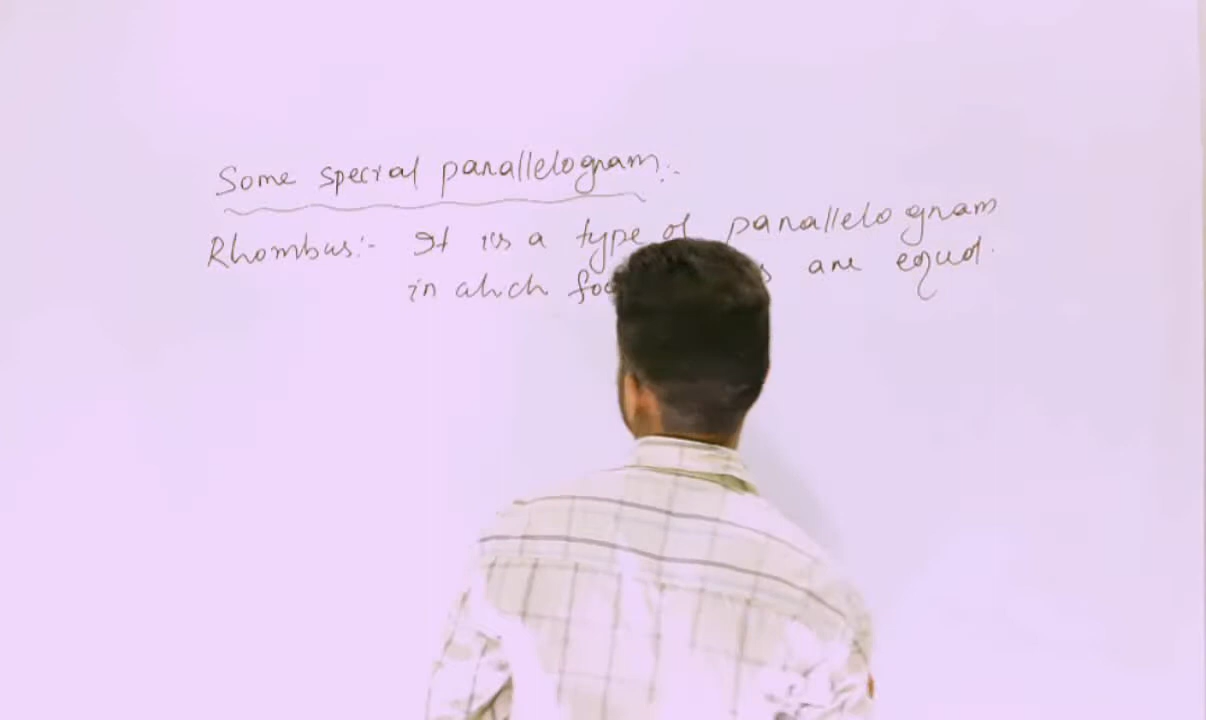 Some special parallelogram:-
Rhombus:- It is a type of parallelogram
in which are equal.